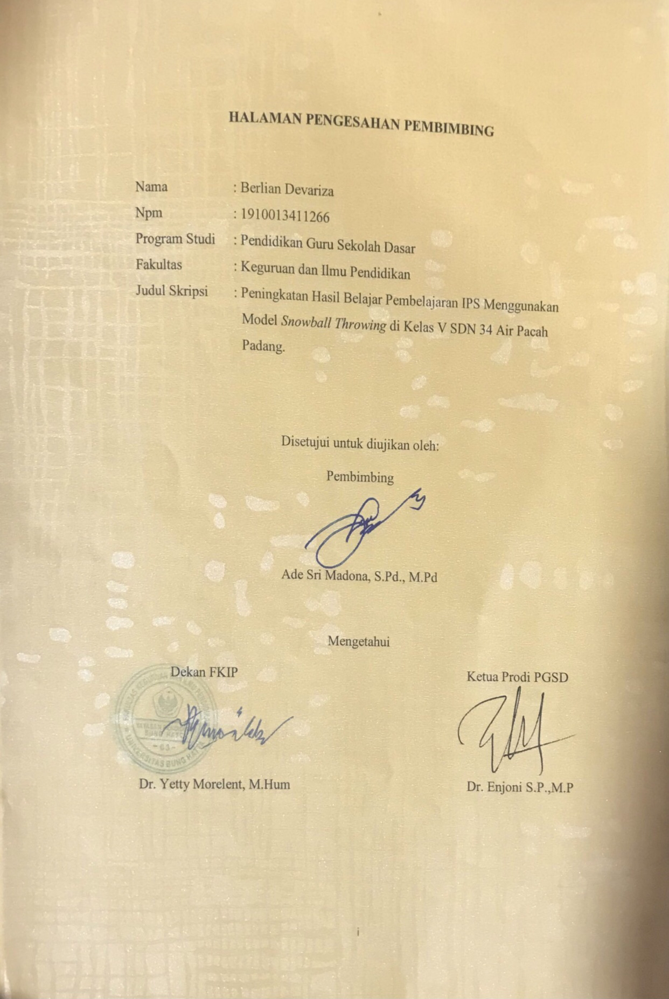 HALAMAN PENGESAHAN PEMBIMBING
Nama : Berlian Devariza
Npm : 1910013411266
Program Studi : Pendidikan Guru Sekolah Dasar
Fakultas : Keguruan dan Ilmu Pendidikan
Judul Skripsi : Peningkatan Hasil Belajar Pembelajaran IPS Menggunakan
Model Snowball Throwing di Kelas V SDN 34 Air Pacah
Padang.
Disetujui untuk diujikan oleh:
Pembimbing
Ade Sri Madona, S.Pd., M.Pd
Mengetahui
Dekan FKIP Ketua Prodi PGSD
UNIVERSITAS BUNG HATTA
Dr. Yetty Morelent, M.Hum Dr. Enjoni S.P.,M.P
i